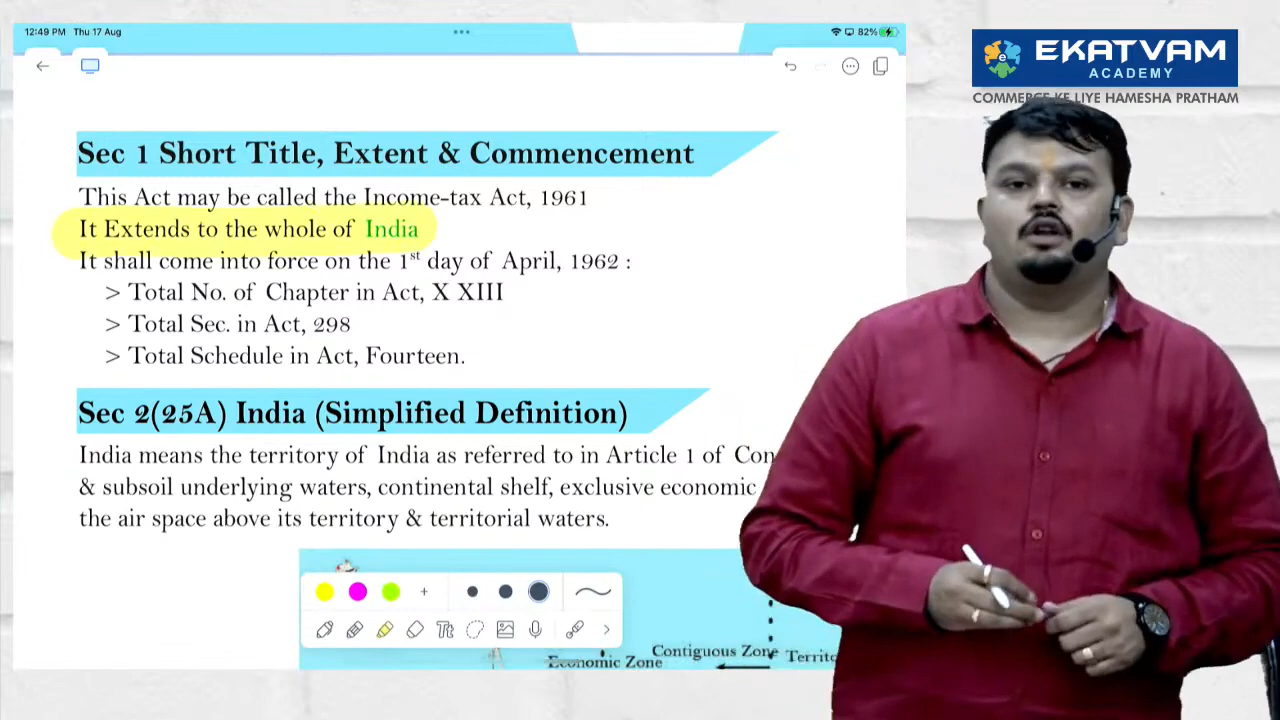 12:49 PM Thu 17 Aug
82%
EKATVAM
ACADEMY
COMMERCE KE LIYE HAMESHA PRATHAM
Sec 1 Short Title, Extent & Commencement
This Act may be called the Income-tax Act, 1961
It Extends to the whole of India
It shall come into force on the 1st day of April, 1962 :
> Total No. of Chapter in Act, X XIII
> Total Sec. in Act, 298
> Total Schedule in Act, Fourteen.
Sec 2(25A) India (Simplified Definition)
India means the territory of India as referred to in Article 1 of
& subsoil underlying waters, continental shelf, exclusive economic
the air space above its territory & territorial waters.
Tt
Economic Zone
Contiguous Zone